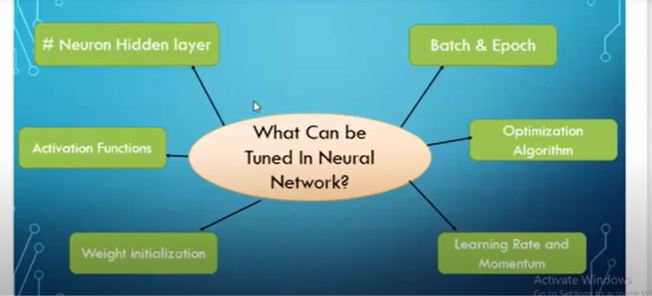 # Neuron Hidden layer
Batch & Epoch
What Can be
Tuned In Neural
Network?
Activation Functions
Optimization
Algorithm
Weight initialization
Learning Rate and
Momentum
Activate Windows
Go to Settings to activate W